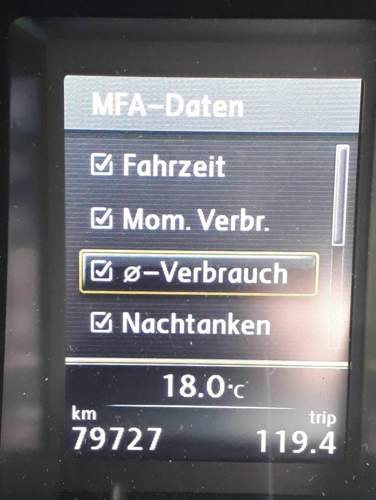 MFA-Daten
Fahrzeit
Mom. Verbr.
ø-Verbrauch
Nachtanken
18.0°C
km trip
79727 119.4